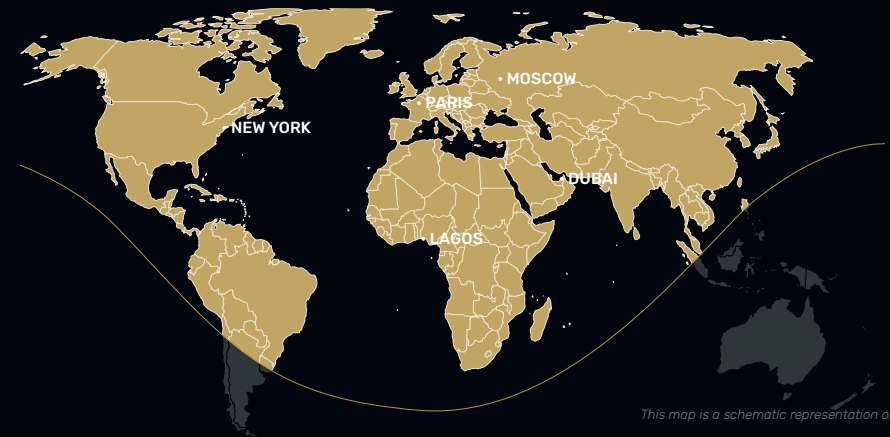 MOSCOW
PARIS
NEW YORK
DUBAI
LAGOS
This map is a schematic representation o